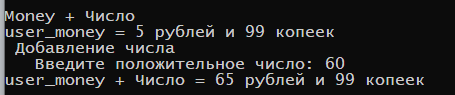 Money + Число
user_money = 5 рублей и 99 копеек
Добавление числа
Введите положительное число: 60
user_money + Число = 65 рублей и 99 копеек